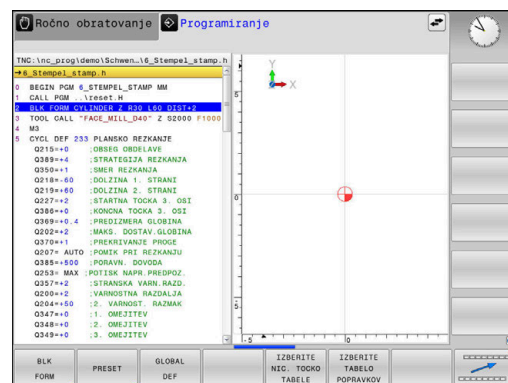 Ročno obratovanje
Programiranje
TNC:\nc_prog\demo\Schwen…\6_Stempel_stamp.h
→6_Stempel_stamp.h
0 BEGIN PGM 6_STEMPEL_STAMP MM
1 CALL PGM ..\reset.H
2 BLK FORM CYLINDER Z R30 L60 DIST+2
3 TOOL CALL "FACE_MILL_D40" Z S2000 F1000
4 M3
5 CYCL DEF 233 PLANSKO REZKANJE
Q215=+0 ;OBSEG OBDELAVE
Q389=+4 ;STRATEGIJA REZKANJA
Q350=+1 ;SMER REZKANJA
Q218=-60 ;DOLZINA 1. STRANI
Q219=+60 ;DOLZINA 2. STRANI
Q227=+2 ;STARTNA TOCKA 3. OSI
Q386=+0 ;KONCNA TOCKA 3. OSI
Q369=+0.4 ;PREDIZMERA GLOBINA
Q202=+2 ;MAKS. DOSTAV.GLOBINA
Q370=+1 ;PREKRIVANJE PROGE
Q207= AUTO ;POMIK PRI REZKANJU
Q385=+500 ;PORAVN. DOVODA
Q253= MAX ;POTISK NAPR.PREDPOZ.
Q357=+2 ;STRANSKA VARN.RAZD.
Q200=+2 ;VARNOSTNA RAZDALJA
Q204=+50 ;2. VARNOST. RAZMAK
Q347=+0 ;1. OMEJITEV
Q348=+0 ;2. OMEJITEV
Q349=+0 ;3. OMEJITEV
Y
X
5
0
5
-5
0
BLK
FORM
PRESET
GLOBAL
DEF
IZBERITE
NIC. TOCKO
TABELE
IZBERITE
TABELO
POPRAVKOV